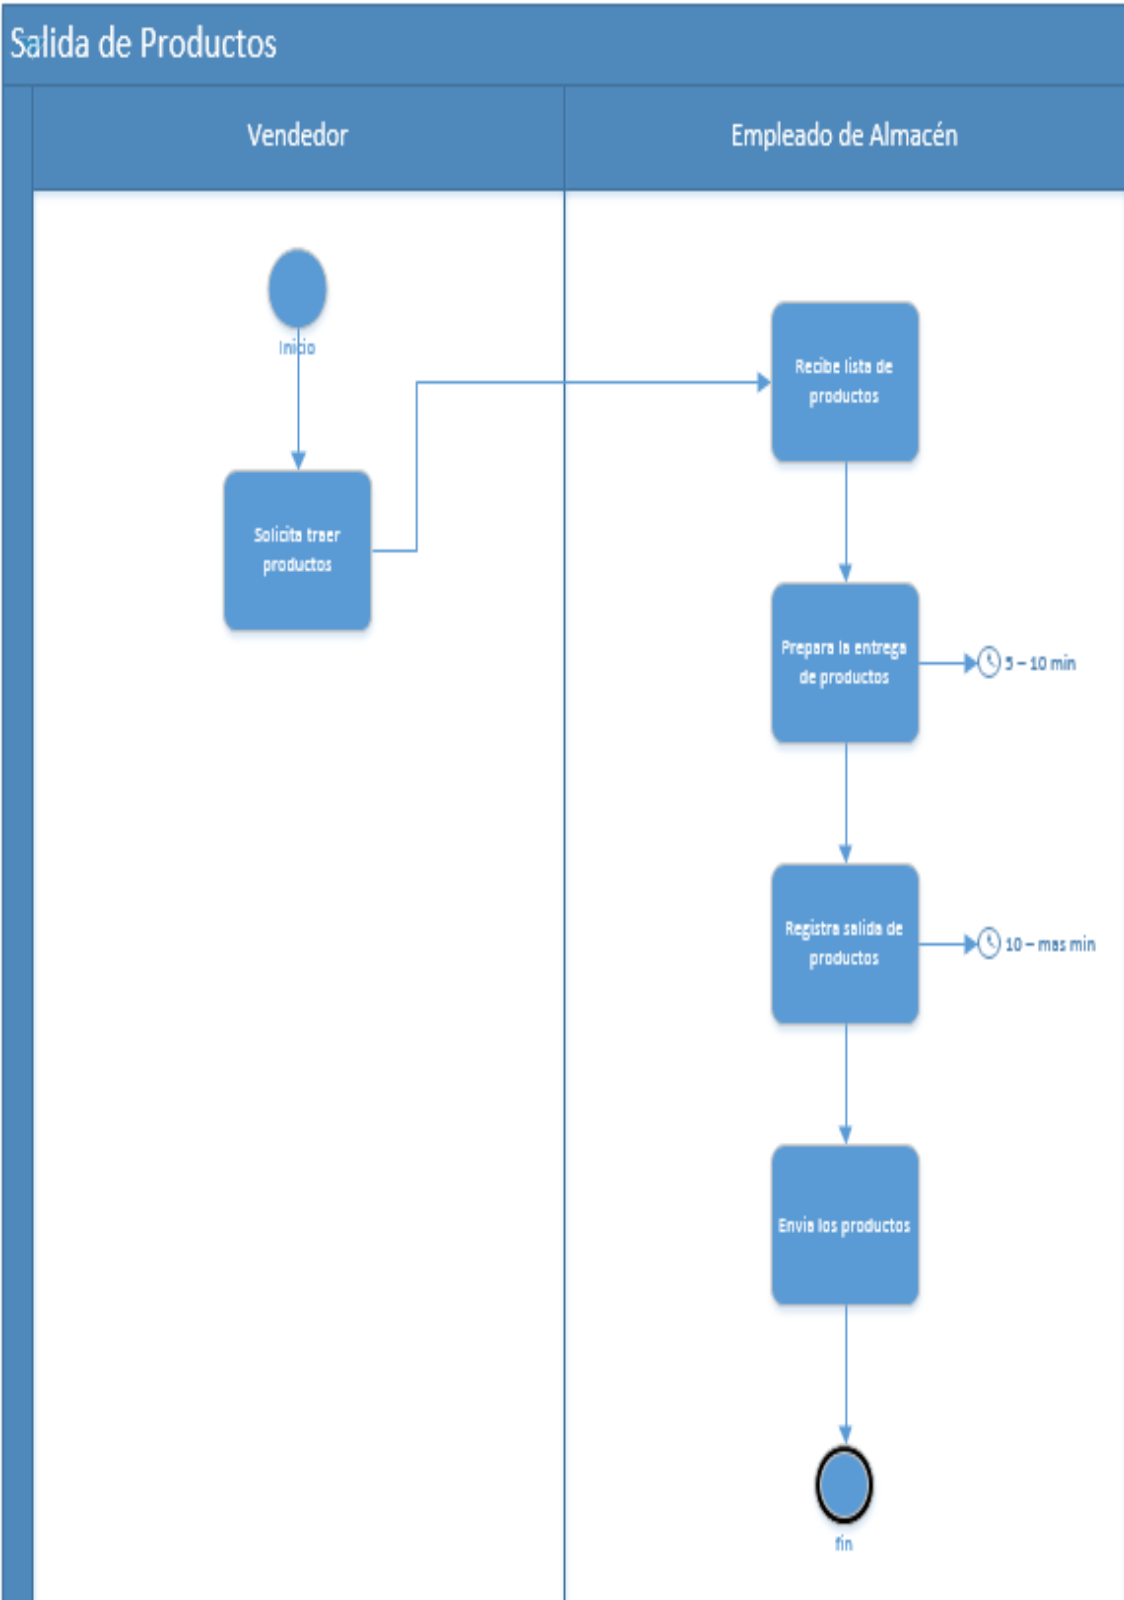 Salida de Productos
Vendedor
Empleado de Almacén
Inicio
Recibe lista de
productos
Solicita traer
productos
Prepara la entrega
de productos
5 – 10 min
Registra salida de
productos
10 – mas min
Envia los productos
fin